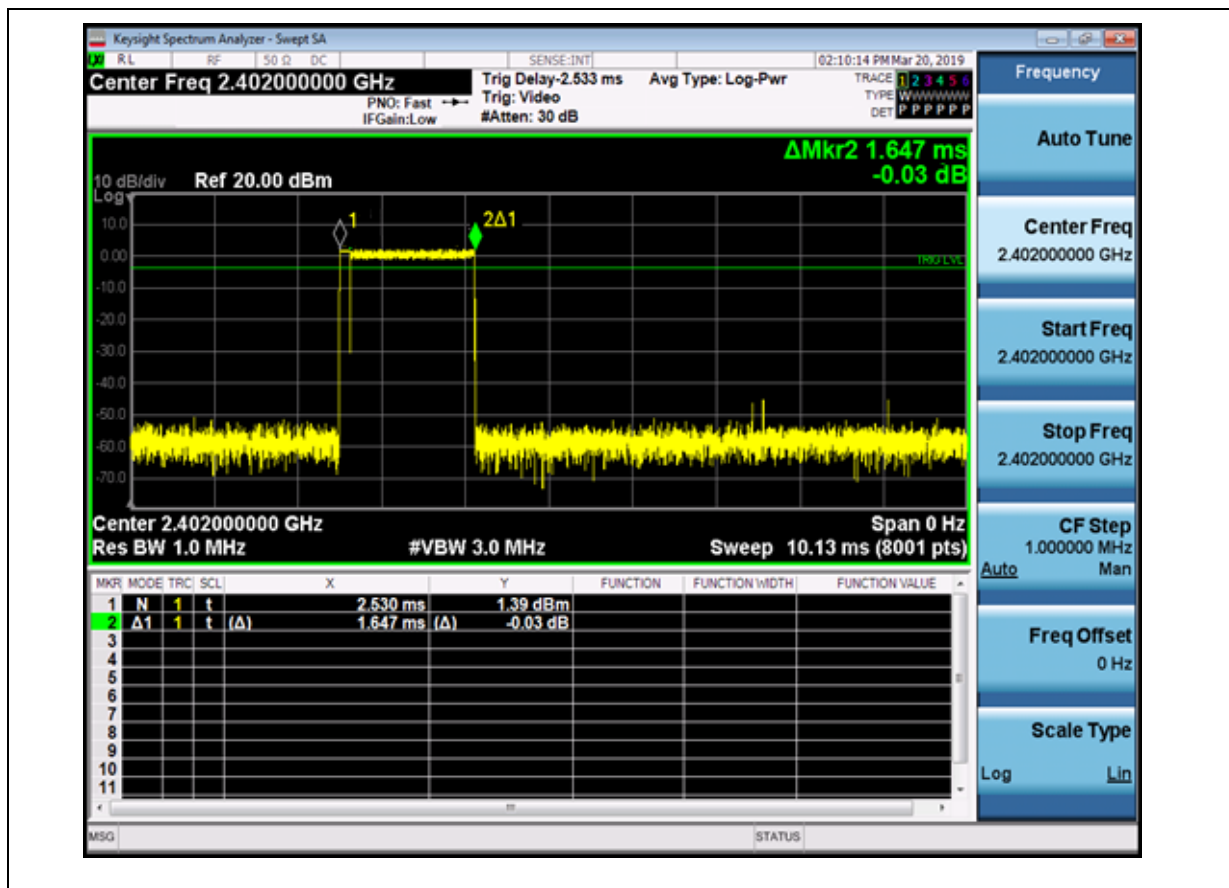 Keysight Spectrum Analyzer - Swept SA
LXI RL RF 50 Ω DC SENSE:INT 02:10:14 PM Mar 20, 2019
Center Freq 2.402000000 GHz
PNO: Fast
IFGain:Low
Trig Delay-2.533 ms
Trig: Video
#Atten: 30 dB
Avg Type: Log-Pwr
TRACE 1 2 3 4 5 6
TYPE WWWWWW
DET P P P P P P
ΔMkr2 1.647 ms
-0.03 dB
10 dB/div Ref 20.00 dBm
Log
10.0
0.00
-10.0
-20.0
-30.0
-40.0
-50.0
-60.0
-70.0
1
2Δ1
TRIG LVL
Center 2.402000000 GHz Span 0 Hz
Res BW 1.0 MHz #VBW 3.0 MHz Sweep 10.13 ms (8001 pts)
MKR MODE TRC SCL X Y FUNCTION FUNCTION WIDTH FUNCTION VALUE
1 N 1 t 2.530 ms 1.39 dBm
2 Δ1 1 t (Δ) 1.647 ms (Δ) -0.03 dB
3
4
5
6
7
8
9
10
11
MSG STATUS
Frequency
Auto Tune
Center Freq
2.402000000 GHz
Start Freq
2.402000000 GHz
Stop Freq
2.402000000 GHz
CF Step
1.000000 MHz
Auto Man
Freq Offset
0 Hz
Scale Type
Log Lin